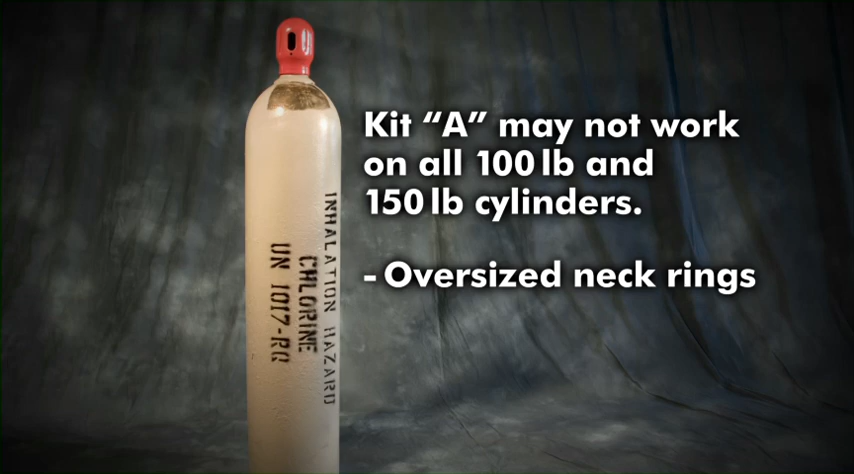 Kit “A” may not work
on all 100 lb and
150 lb cylinders.
- Oversized neck rings
INHALATION HAZARD
CHLORINE
UN 1017-RQ